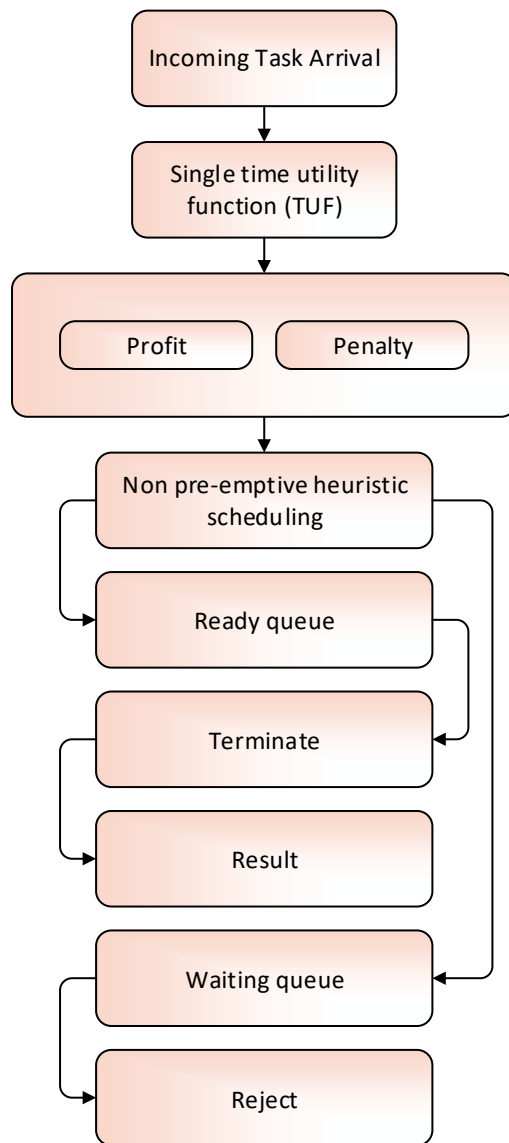 Incoming Task Arrival
Single time utility
function (TUF)
Profit
Penalty
Non pre-emptive heuristic
scheduling
Ready queue
Terminate
Result
Waiting queue
Reject